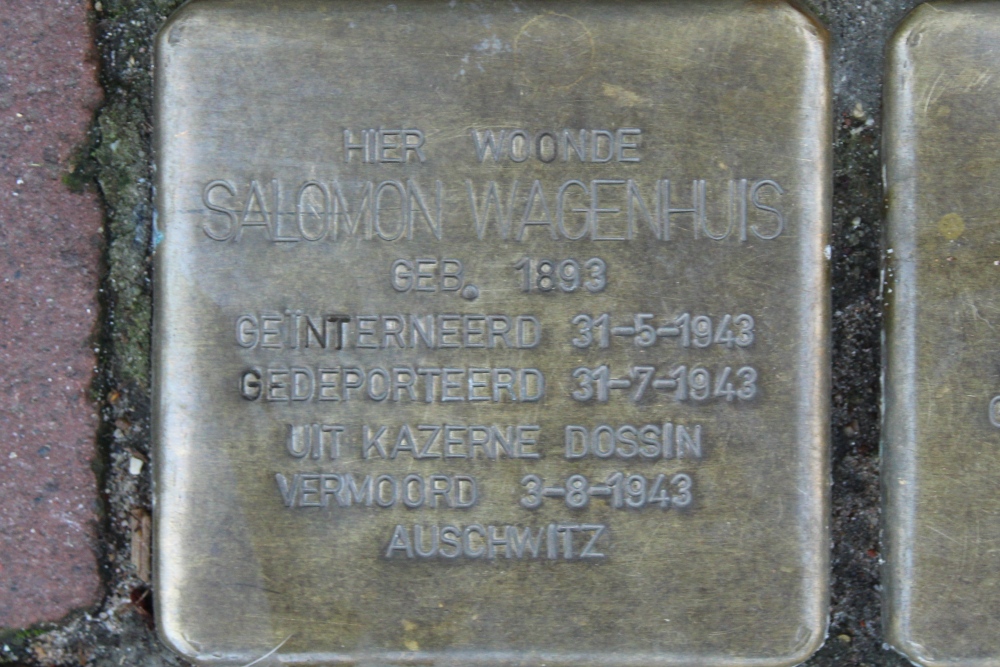 HIER WOONDE
SALOMON WAGENHUIS
GEB. 1893
GEÏNTERNEERD 31-5-1943
GEDEPORTEERD 31-7-1943
UIT KAZERNE DOSSIN
VERMOORD 3-8-1943
AUSCHWITZ